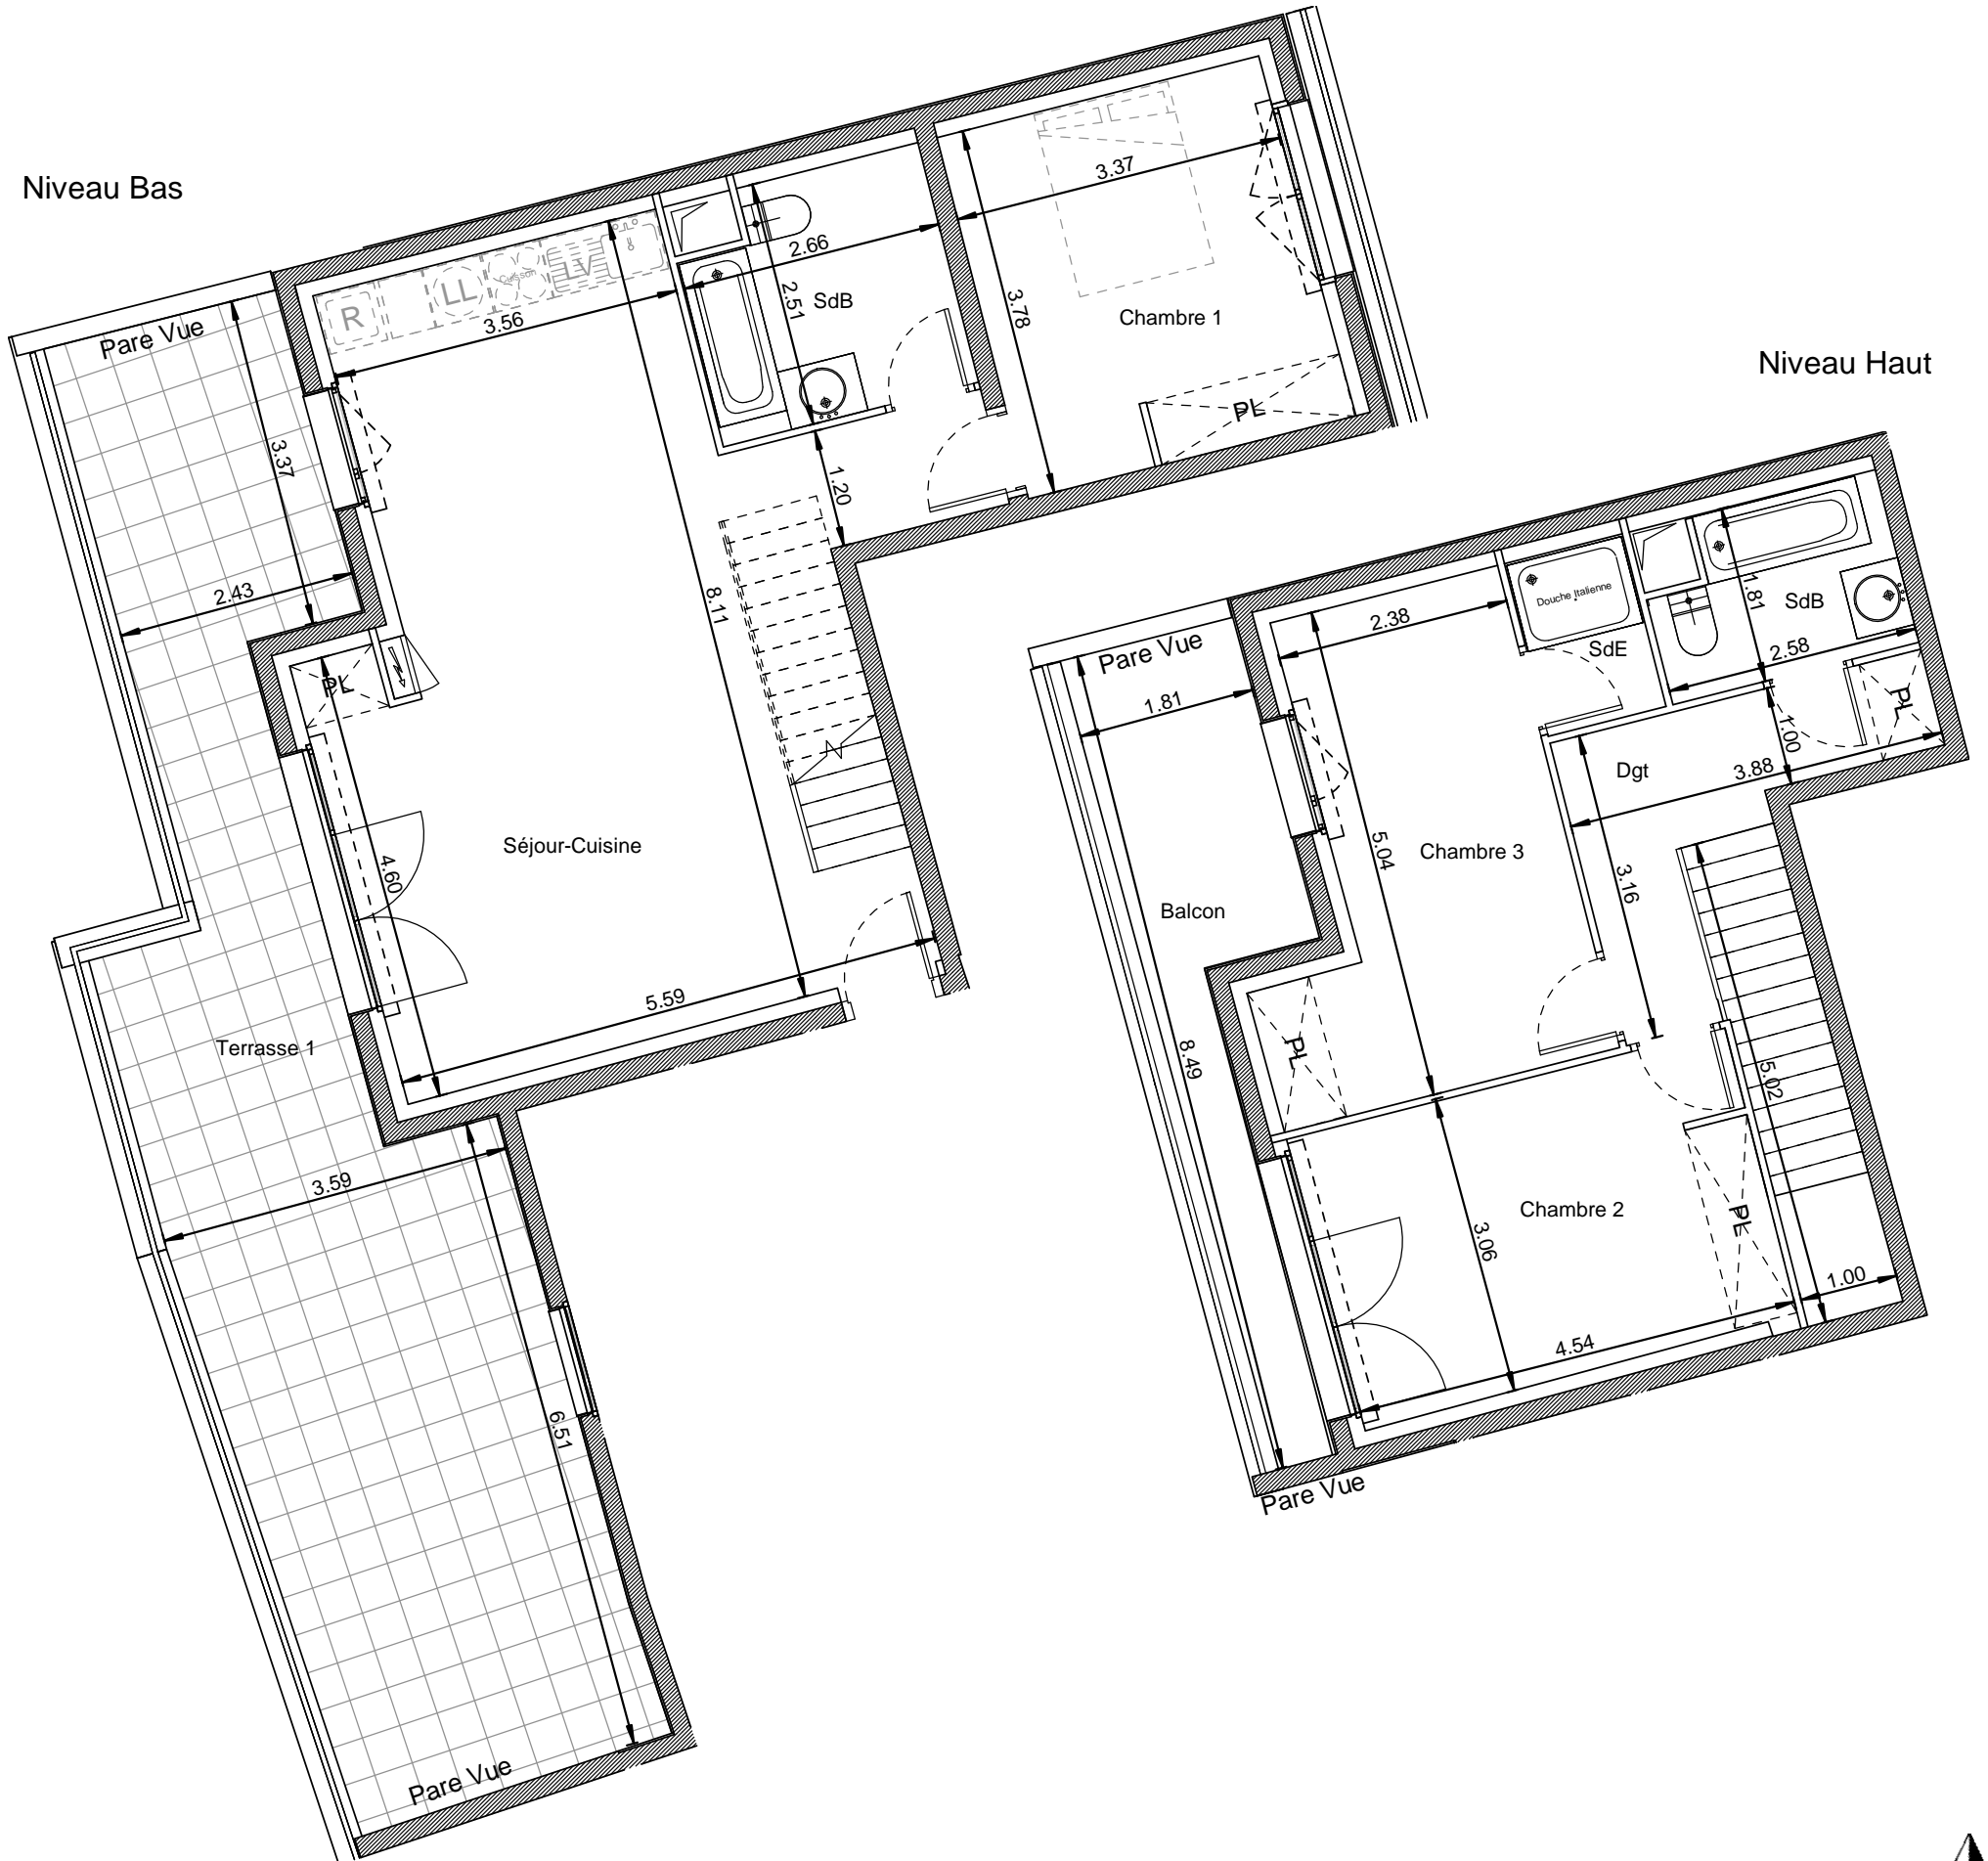 Niveau Bas
Pare Vue
R
LL
Cuisson
LV
3.56
2.66
2.51
SdB
3.37
3.78
Chambre 1
PL
3.37
2.43
1.20
8.11
PL
4.60
Séjour-Cuisine
5.59
Terrasse 1
3.59
6.51
Pare Vue
Niveau Haut
Pare Vue
1.81
2.38
Douche Italienne
SdE
1.81
SdB
2.58
PL
1.00
Dgt
3.88
5.04
Chambre 3
3.16
Balcon
8.49
PL
5.02
Chambre 2
PL
3.06
1.00
4.54
Pare Vue